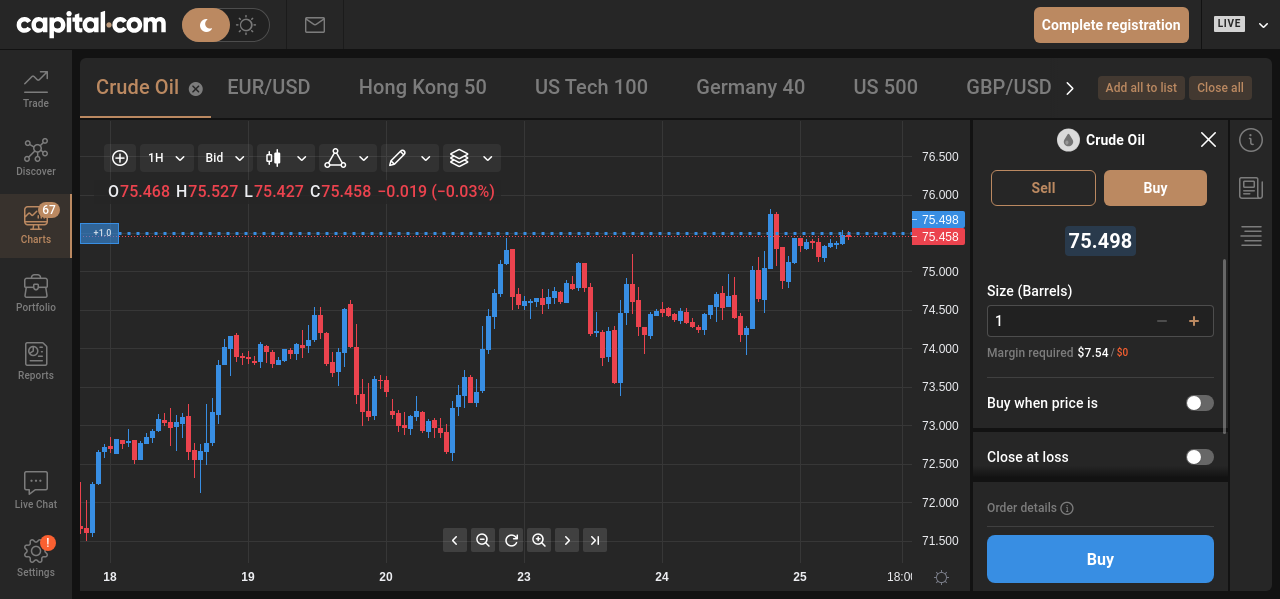 capital.com
Complete registration
LIVE
Trade
Discover
67
Charts
Portfolio
Reports
Live Chat
!
Settings
Crude Oil EUR/USD Hong Kong 50 US Tech 100 Germany 40 US 500 GBP/USD
Add all to list Close all
1H Bid
O75.468 H75.527 L75.427 C75.458 −0.019 (−0.03%)
+1.0
76.500
76.000
75.498
75.458
75.000
74.500
74.000
73.500
73.000
72.500
72.000
71.500
18 19 20 23 24 25 18:00
Crude Oil
Sell Buy
75.498
Size (Barrels)
1
Margin required $7.54 / $0
Buy when price is
Close at loss
Order details
Buy